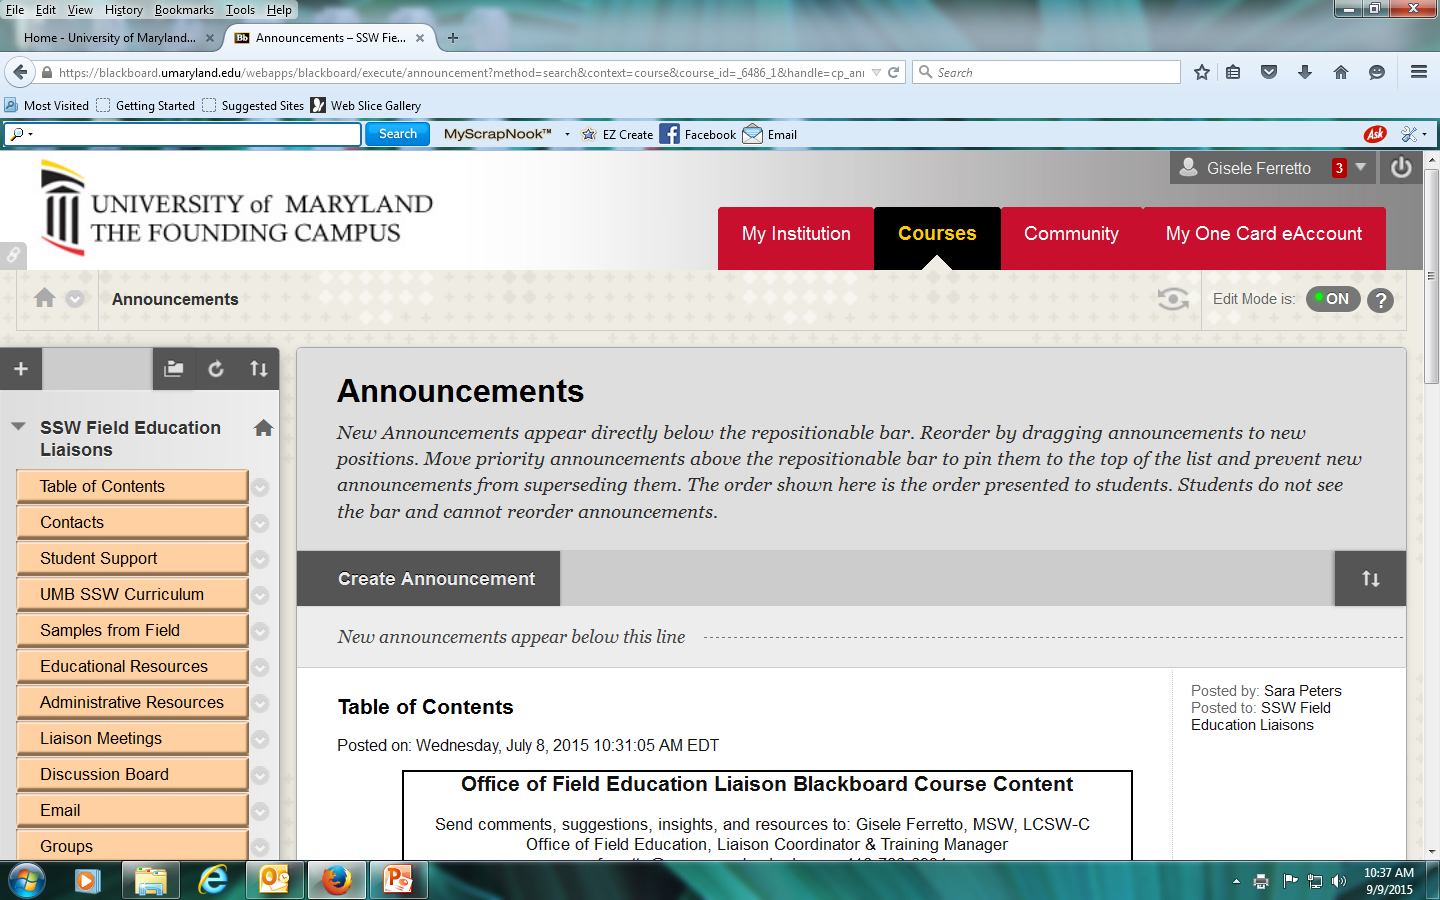 File Edit View History Bookmarks Tools Help
Home - University of Maryland...
Bb Announcements – SSW Fie...
https://blackboard.umaryland.edu/webapps/blackboard/execute/announcement?method=search&context=course&course_id=_6486_1&handle=cp_anr
Search
Most Visited Getting Started Suggested Sites Web Slice Gallery
Search MyScrapNook™ EZ Create Facebook Email Ask
Gisele Ferretto 3
UNIVERSITY of MARYLAND
THE FOUNDING CAMPUS
My Institution Courses Community My One Card eAccount
Announcements
Edit Mode is: ON ?
SSW Field Education
Liaisons
Table of Contents
Contacts
Student Support
UMB SSW Curriculum
Samples from Field
Educational Resources
Administrative Resources
Liaison Meetings
Discussion Board
Email
Groups
Announcements
New Announcements appear directly below the repositionable bar. Reorder by dragging announcements to new
positions. Move priority announcements above the repositionable bar to pin them to the top of the list and prevent new
announcements from superseding them. The order shown here is the order presented to students. Students do not see
the bar and cannot reorder announcements.
Create Announcement
New announcements appear below this line
Table of Contents
Posted on: Wednesday, July 8, 2015 10:31:05 AM EDT
Office of Field Education Liaison Blackboard Course Content
Send comments, suggestions, insights, and resources to: Gisele Ferretto, MSW, LCSW-C
Office of Field Education, Liaison Coordinator & Training Manager
Posted by: Sara Peters
Posted to: SSW Field
Education Liaisons
10:37 AM
9/9/2015